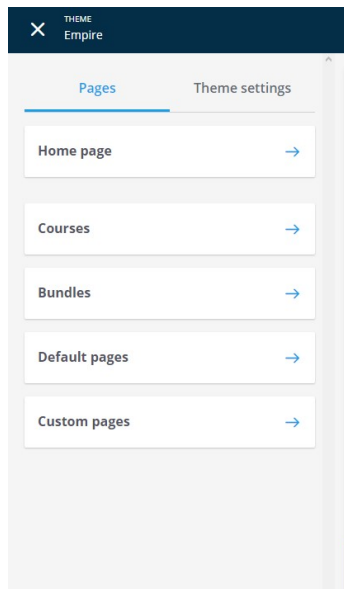 THEME
Empire
Pages Theme settings
Home page
Courses
Bundles
Default pages
Custom pages